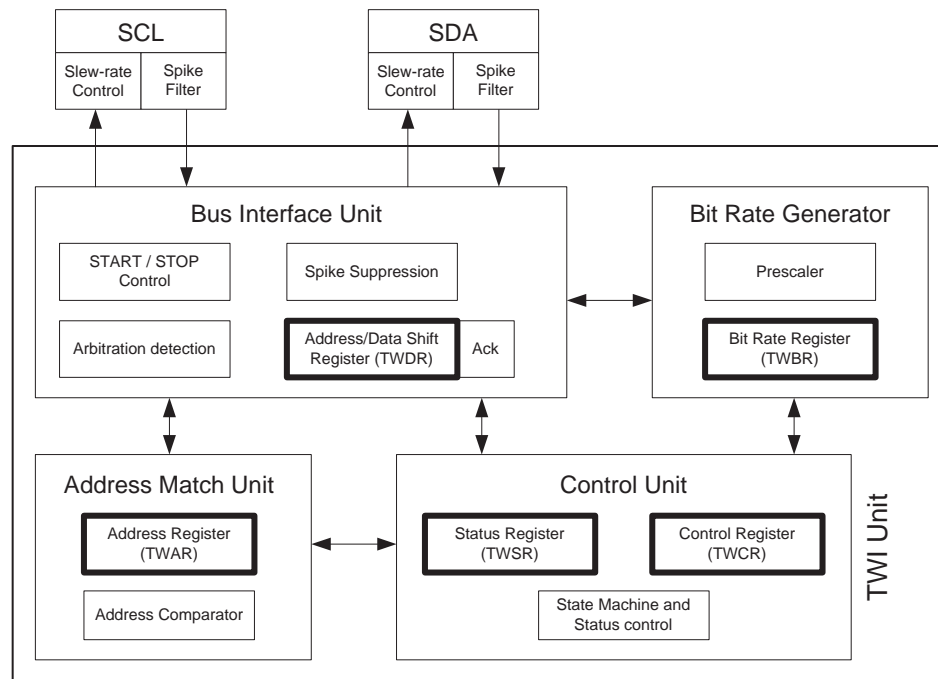 SCL
Slew-rate
Control
Spike
Filter
SDA
Slew-rate
Control
Spike
Filter
Bus Interface Unit
START / STOP
Control
Spike Suppression
Arbitration detection
Address/Data Shift
Register (TWDR)
Ack
Bit Rate Generator
Prescaler
Bit Rate Register
(TWBR)
Address Match Unit
Address Register
(TWAR)
Address Comparator
Control Unit
Status Register
(TWSR)
Control Register
(TWCR)
State Machine and
Status control
TWI Unit